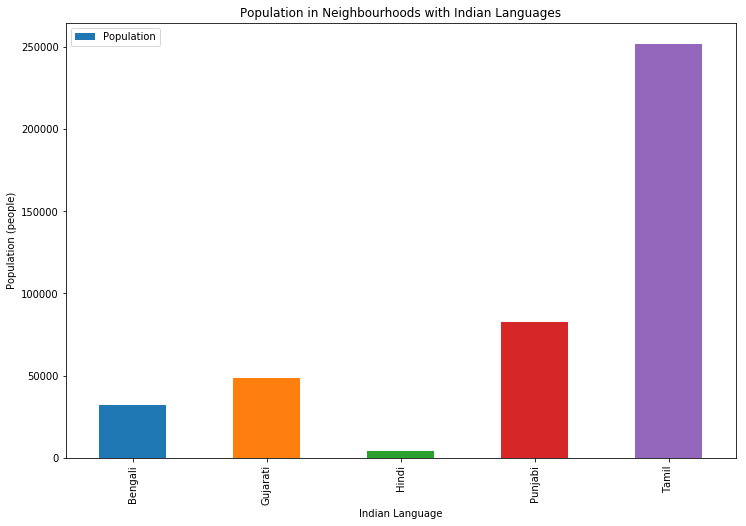 Population in Neighbourhoods with Indian Languages
Population
250000
200000
150000
100000
50000
0
Population (people)
Bengali
Gujarati
Hindi
Punjabi
Tamil
Indian Language